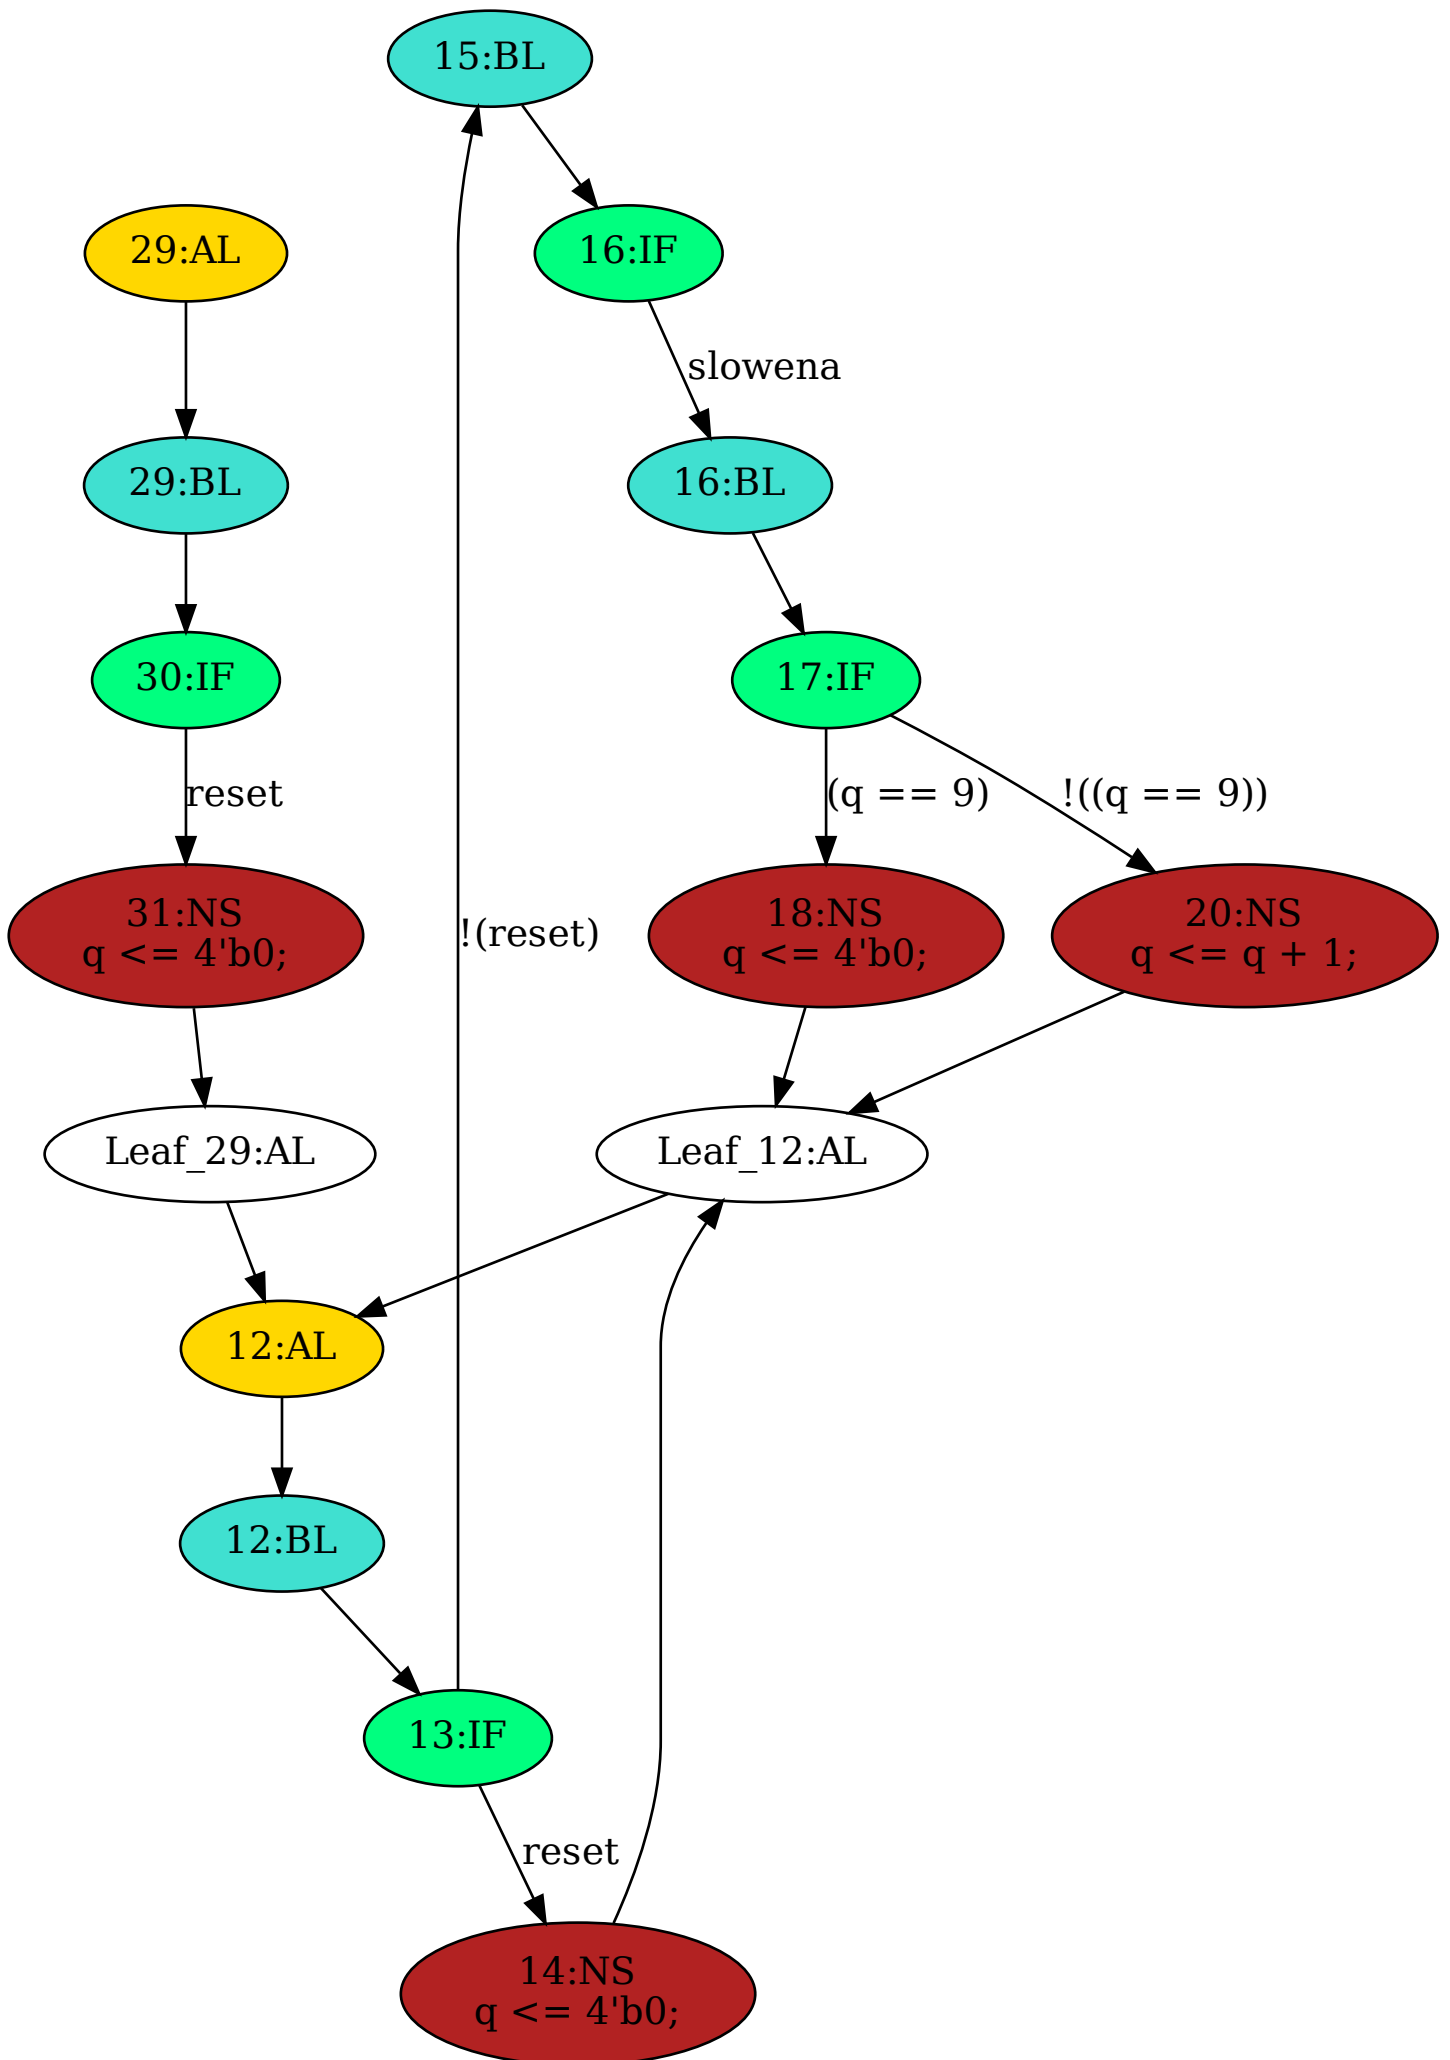 15:BL
29:AL
16:IF
slowena
29:BL
16:BL
30:IF
17:IF
reset
(q == 9)
!((q == 9))
31:NS
q <= 4'b0;
!(reset)
18:NS
q <= 4'b0;
20:NS
q <= q + 1;
Leaf_29:AL
Leaf_12:AL
12:AL
12:BL
13:IF
reset
14:NS
q <= 4'b0;